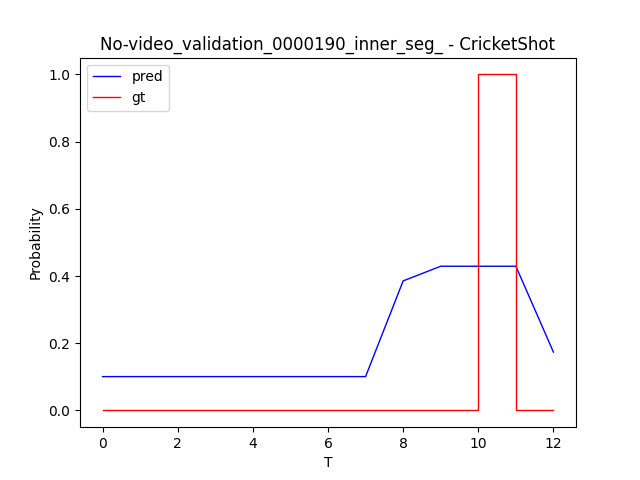 No-video_validation_0000190_inner_seg_ - CricketShot
pred
gt
1.0
0.8
0.6
0.4
0.2
0.0
Probability
0 2 4 6 8 10 12
T